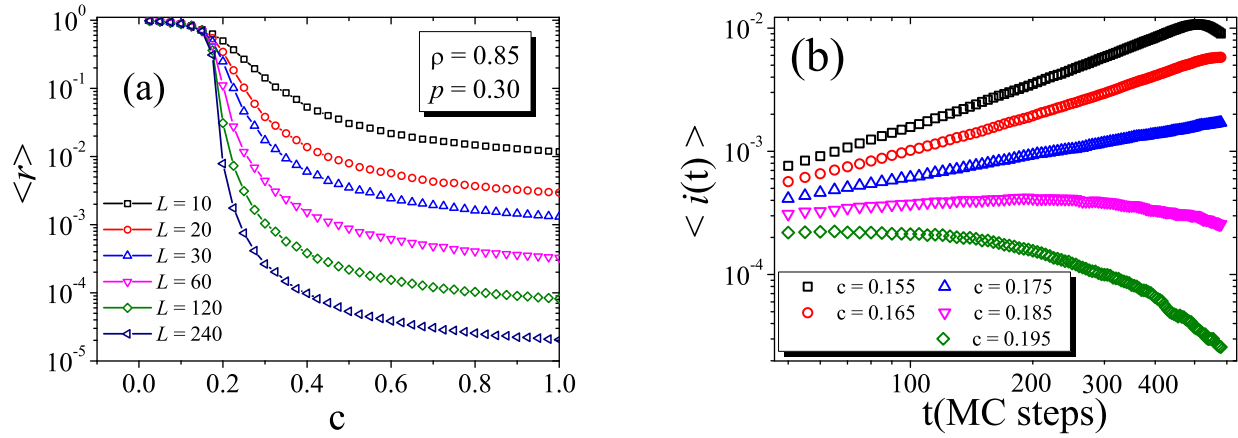 (a)
ρ = 0.85
p = 0.30
10⁰
10⁻¹
10⁻²
10⁻³
10⁻⁴
10⁻⁵
<r>
L = 10
L = 20
L = 30
L = 60
L = 120
L = 240
0.0 0.2 0.4 0.6 0.8 1.0
c
(b)
10⁻²
10⁻³
10⁻⁴
< i(t) >
c = 0.155 c = 0.175
c = 0.165 c = 0.185
c = 0.195
100 200 300 400
t(MC steps)